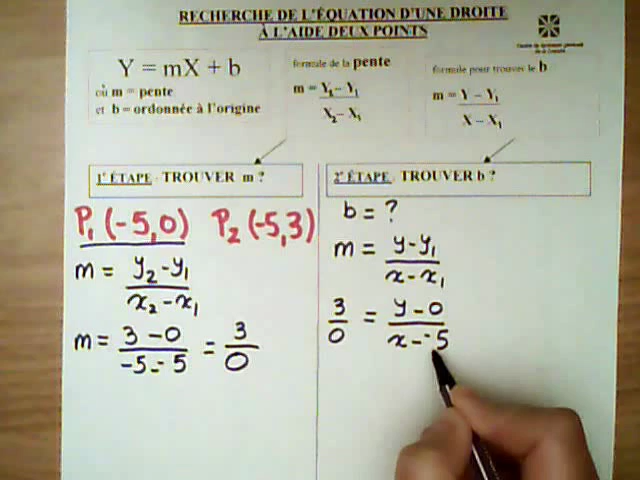 RECHERCHE DE L'ÉQUATION D'UNE DROITE
À L'AIDE DEUX POINTS
Y = mX + b
où m = pente
et b = ordonnée à l'origine
formule de la pente
m = Y₂ – Y₁
X₂ – X₁
formule pour trouver le b
m = Y – Y₁
X – X₁
1ᵉ ÉTAPE - TROUVER m ?
P₁ (-5,0) P₂ (-5,3)
m = y₂ - y₁
x₂ - x₁
m = 3 - 0 = 3
-5 - -5 0
2ᵉ ÉTAPE - TROUVER b ?
b = ?
m = y - y₁
x - x₁
3 = y - 0
0 x - -5